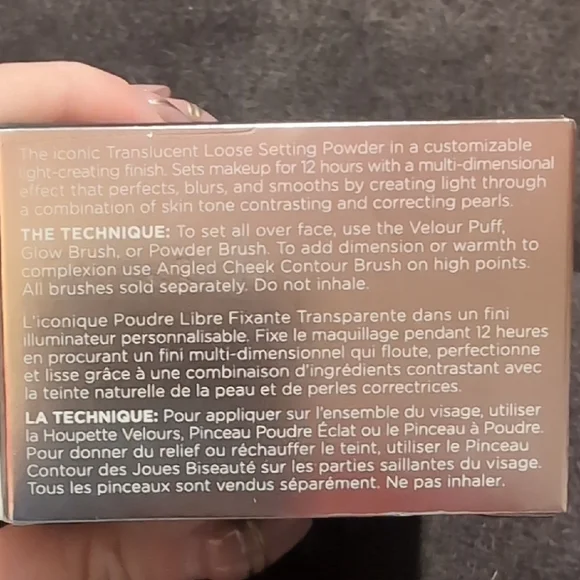 The iconic Translucent Loose Setting Powder in a customizable
light-creating finish. Sets makeup for 12 hours with a multi-dimensional
effect that perfects, blurs, and smooths by creating light through
a combination of skin tone contrasting and correcting pearls.
THE TECHNIQUE: To set all over face, use the Velour Puff,
Glow Brush, or Powder Brush. To add dimension or warmth to
complexion use Angled Cheek Contour Brush on high points.
All brushes sold separately. Do not inhale.
L'iconique Poudre Libre Fixante Transparente dans un fini
illuminateur personnalisable. Fixe le maquillage pendant 12 heures
en procurant un fini multi-dimensionnel qui floute, perfectionne
et lisse grâce à une combinaison d'ingrédients contrastant avec
la teinte naturelle de la peau et de perles correctrices.
LA TECHNIQUE: Pour appliquer sur l'ensemble du visage, utiliser
la Houpette Velours, Pinceau Poudre Éclat ou le Pinceau à Poudre.
Pour donner du relief ou réchauffer le teint, utiliser le Pinceau
Contour des Joues Biseauté sur les parties saillantes du visage.
Tous les pinceaux sont vendus séparément. Ne pas inhaler.